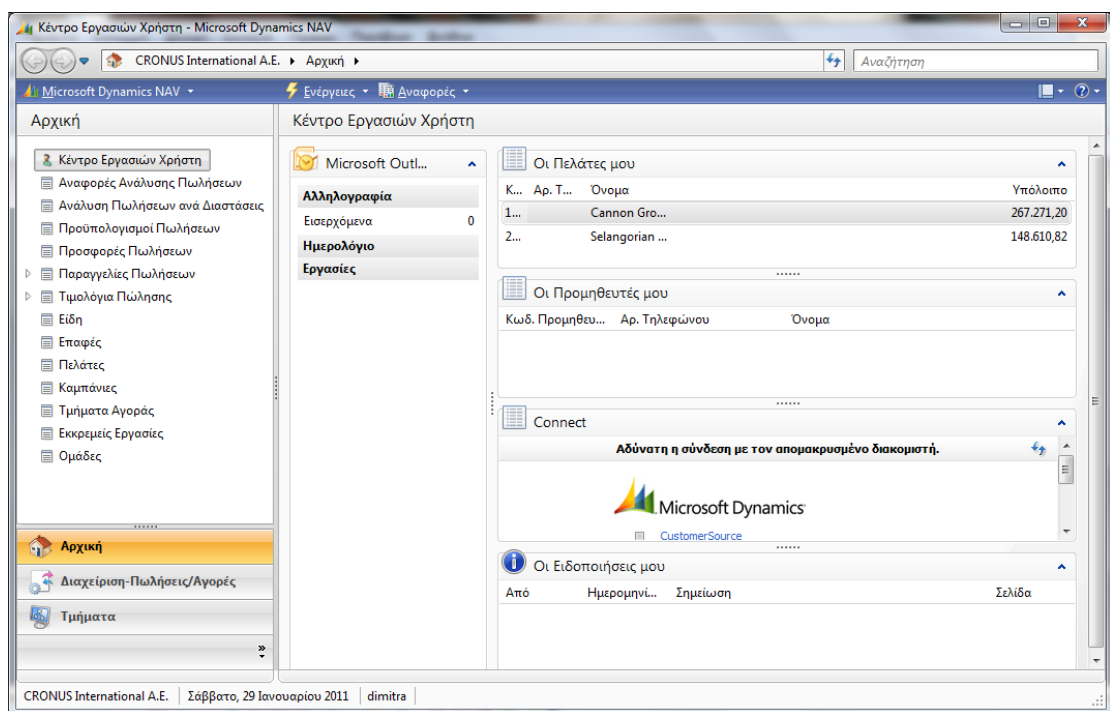 Κέντρο Εργασιών Χρήστη - Microsoft Dynamics NAV
CRONUS International A.E. Αρχική
Αναζήτηση
Microsoft Dynamics NAV
Ενέργειες Αναφορές
Αρχική
Κέντρο Εργασιών Χρήστη
Αναφορές Ανάλυσης Πωλήσεων
Ανάλυση Πωλήσεων ανά Διαστάσεις
Προϋπολογισμοί Πωλήσεων
Προσφορές Πωλήσεων
Παραγγελίες Πωλήσεων
Τιμολόγια Πώλησης
Είδη
Επαφές
Πελάτες
Καμπάνιες
Τμήματα Αγοράς
Εκκρεμείς Εργασίες
Ομάδες
Αρχική
Διαχείριση-Πωλήσεις/Αγορές
Τμήματα
Κέντρο Εργασιών Χρήστη
Microsoft Outl...
Αλληλογραφία
Εισερχόμενα 0
Ημερολόγιο
Εργασίες
Οι Πελάτες μου
Κ... Αρ. Τ... Όνομα Υπόλοιπο
1... Cannon Gro... 267.271,20
2... Selangorian ... 148.610,82
Οι Προμηθευτές μου
Κωδ. Προμηθευ... Αρ. Τηλεφώνου Όνομα
Connect
Αδύνατη η σύνδεση με τον απομακρυσμένο διακομιστή.
Microsoft Dynamics
CustomerSource
Οι Ειδοποιήσεις μου
Από Ημερομηνί... Σημείωση Σελίδα
CRONUS International A.E. Σάββατο, 29 Ιανουαρίου 2011 dimitra